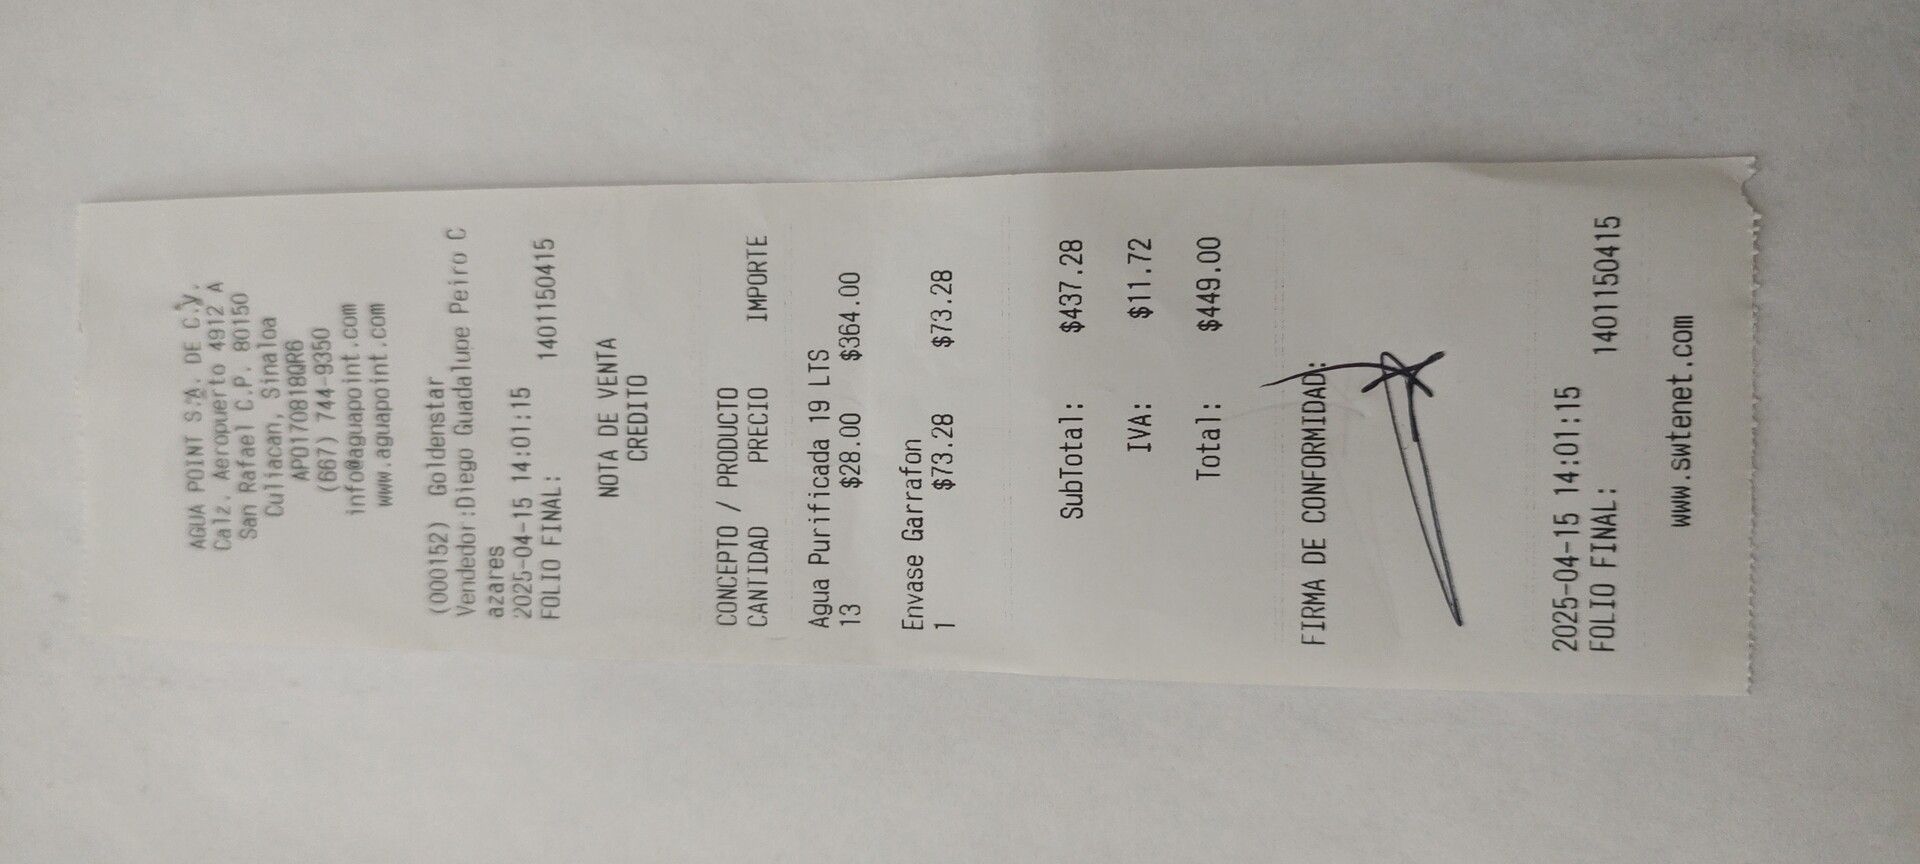 AGUA POINT S.A. DE C.V.
Calz. Aeropuerto 4912 A
San Rafael C.P. 80150
Culiacan, Sinaloa
APO170818QR6
(667) 744-9350
info@aguapoint.com
www.aguapoint.com
(000152) Goldenstar
Vendedor:Diego Guadalupe Peiro C
azares
2025-04-15 14:01:15
FOLIO FINAL: 1401150415
NOTA DE VENTA
CREDITO
CONCEPTO / PRODUCTO
CANTIDAD PRECIO IMPORTE
Agua Purificada 19 LTS
13 $28.00 $364.00
Envase Garrafon
1 $73.28 $73.28
SubTotal: $437.28
IVA: $11.72
Total: $449.00
FIRMA DE CONFORMIDAD:
2025-04-15 14:01:15
FOLIO FINAL: 1401150415
www.swtenet.com